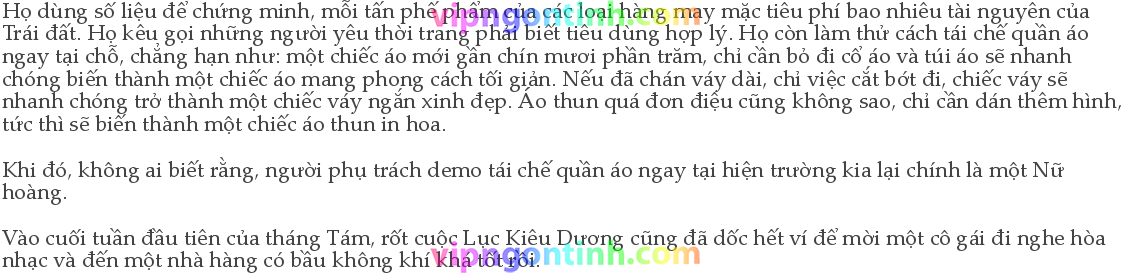 Họ dùng số liệu để chứng minh, mỗi tấn phế phẩm của các loại hàng may mặc tiêu phí bao nhiêu tài nguyên của
Trái đất. Họ kêu gọi những người yêu thời trang phải biết tiêu dùng hợp lý. Họ còn làm thử cách tái chế quần áo
ngay tại chỗ, chẳng hạn như: một chiếc áo mới gần chín mươi phần trăm, chỉ cần bỏ đi cổ áo và túi áo sẽ nhanh
chóng biến thành một chiếc áo mang phong cách tối giản. Nếu đã chán váy dài, chỉ việc cắt bớt đi, chiếc váy sẽ
nhanh chóng trở thành một chiếc váy ngắn xinh đẹp. Áo thun quá đơn điệu cũng không sao, chỉ cần dán thêm hình,
tức thì sẽ biến thành một chiếc áo thun in hoa.
Khi đó, không ai biết rằng, người phụ trách demo tái chế quần áo ngay tại hiện trường kia lại chính là một Nữ
hoàng.
Vào cuối tuần đầu tiên của tháng Tám, rốt cuộc Lục Kiêu Dương cũng đã dốc hết ví để mời một cô gái đi nghe hòa
nhạc và đến một nhà hàng có bầu không khí khá tốt rồi.
vipngontinh.com
vipngontinh.com
vipngontinh.com